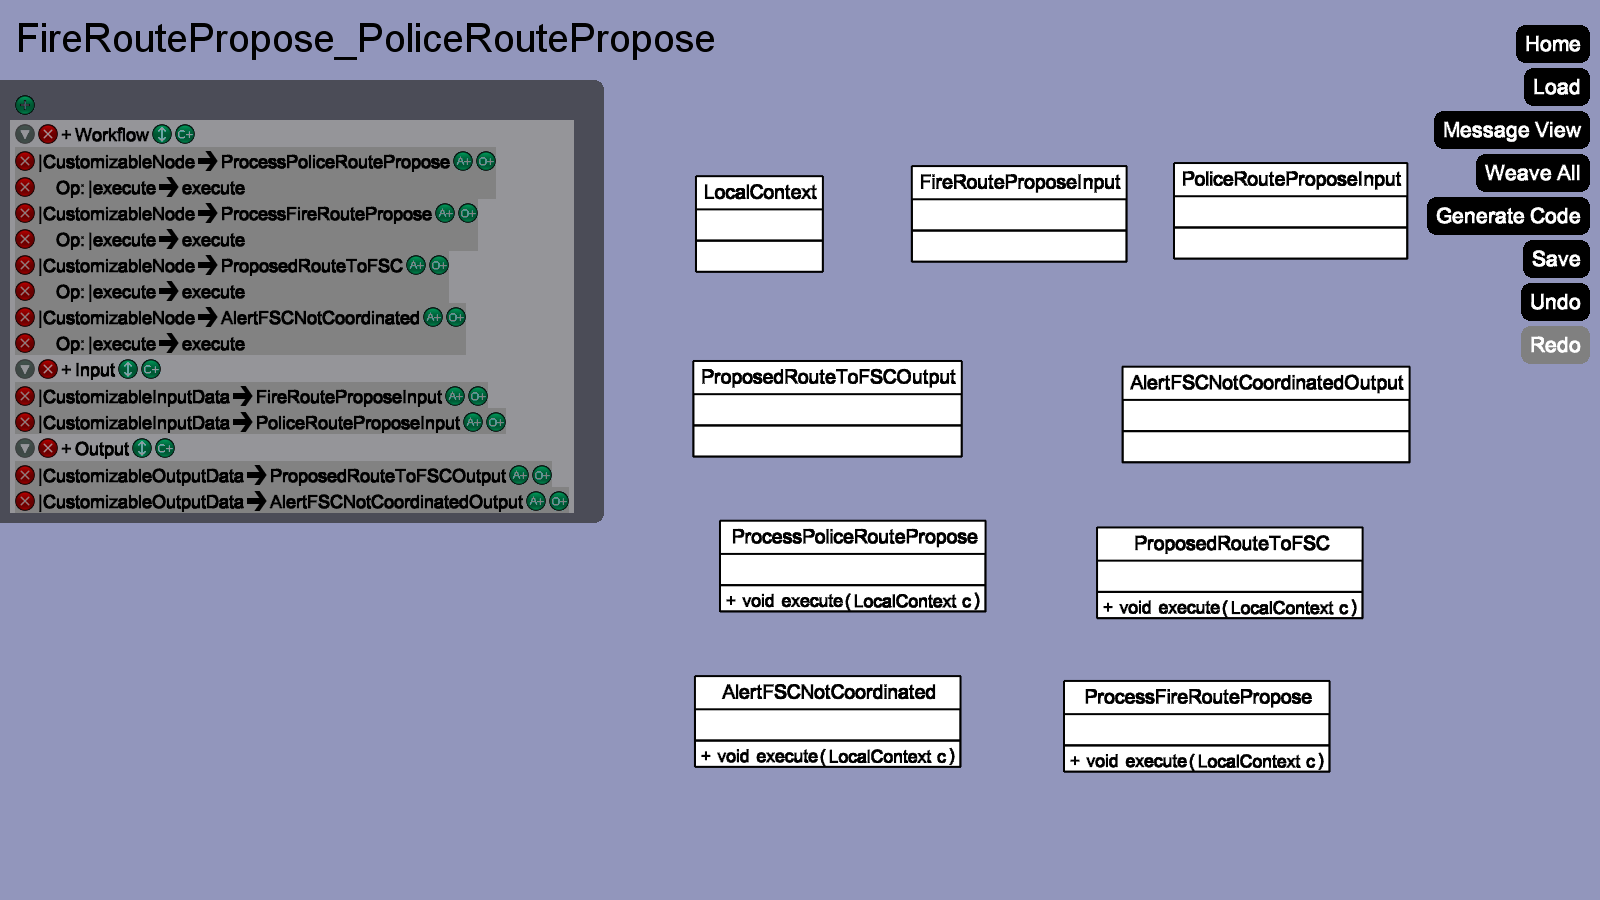 FireRoutePropose_PoliceRoutePropose
+ Workflow C+
|CustomizableNode➔ProcessPoliceRoutePropose A+ O+
Op: |execute➔execute
|CustomizableNode➔ProcessFireRoutePropose A+ O+
Op: |execute➔execute
|CustomizableNode➔ProposedRouteToFSC A+ O+
Op: |execute➔execute
|CustomizableNode➔AlertFSCNotCoordinated A+ O+
Op: |execute➔execute
+ Input C+
|CustomizableInputData➔FireRouteProposeInput A+ O+
|CustomizableInputData➔PoliceRouteProposeInput A+ O+
+ Output C+
|CustomizableOutputData➔ProposedRouteToFSCOutput A+ O+
|CustomizableOutputData➔AlertFSCNotCoordinatedOutput A+ O+
LocalContext
FireRouteProposeInput
PoliceRouteProposeInput
ProposedRouteToFSCOutput
AlertFSCNotCoordinatedOutput
ProcessPoliceRoutePropose
+ void execute(LocalContext c)
ProposedRouteToFSC
+ void execute(LocalContext c)
AlertFSCNotCoordinated
+ void execute(LocalContext c)
ProcessFireRoutePropose
+ void execute(LocalContext c)
Home
Load
Message View
Weave All
Generate Code
Save
Undo
Redo